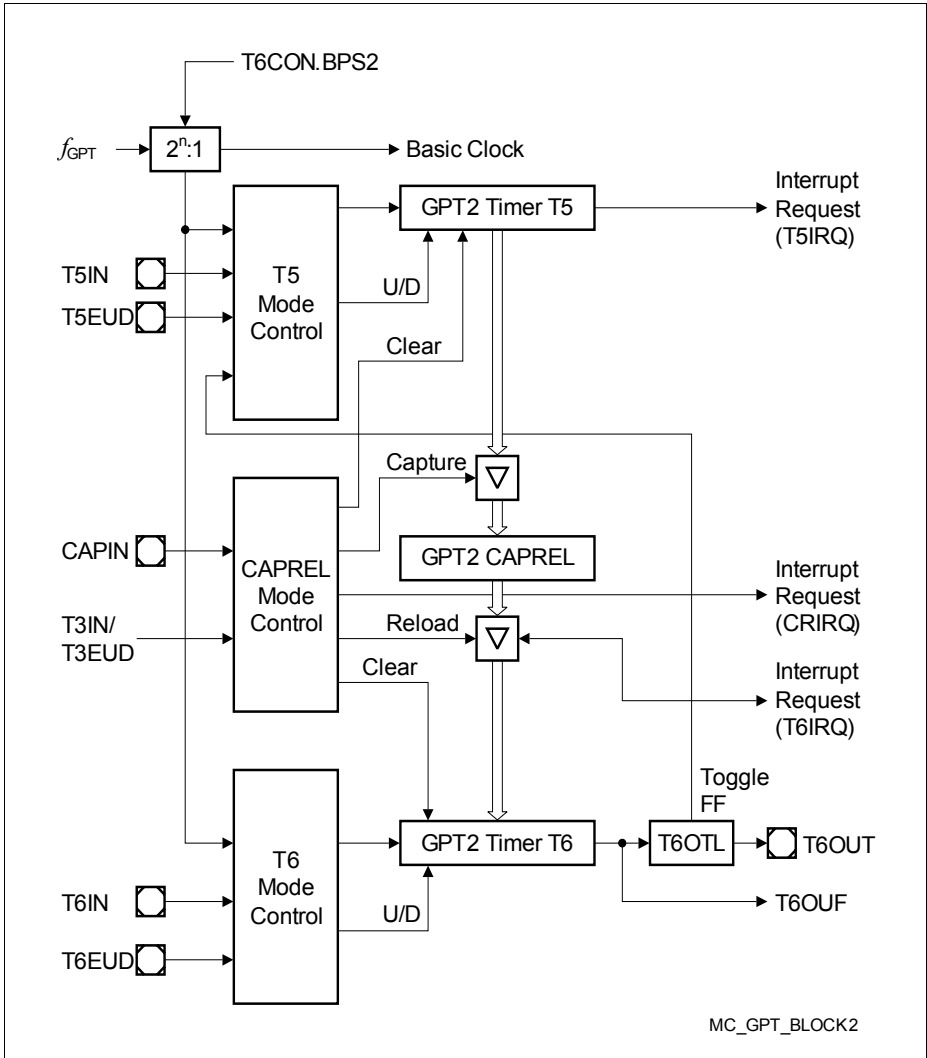 T6CON.BPS2
fGPT
2ⁿ:1
Basic Clock
GPT2 Timer T5
Interrupt
Request
(T5IRQ)
T5IN
T5
Mode
Control
U/D
T5EUD
Clear
Capture
CAPIN
CAPREL
Mode
Control
GPT2 CAPREL
Interrupt
Request
(CRIRQ)
T3IN/
T3EUD
Reload
Clear
Interrupt
Request
(T6IRQ)
Toggle
FF
T6
Mode
Control
GPT2 Timer T6
T6OTL
T6OUT
T6IN
U/D
T6OUF
T6EUD
MC_GPT_BLOCK2